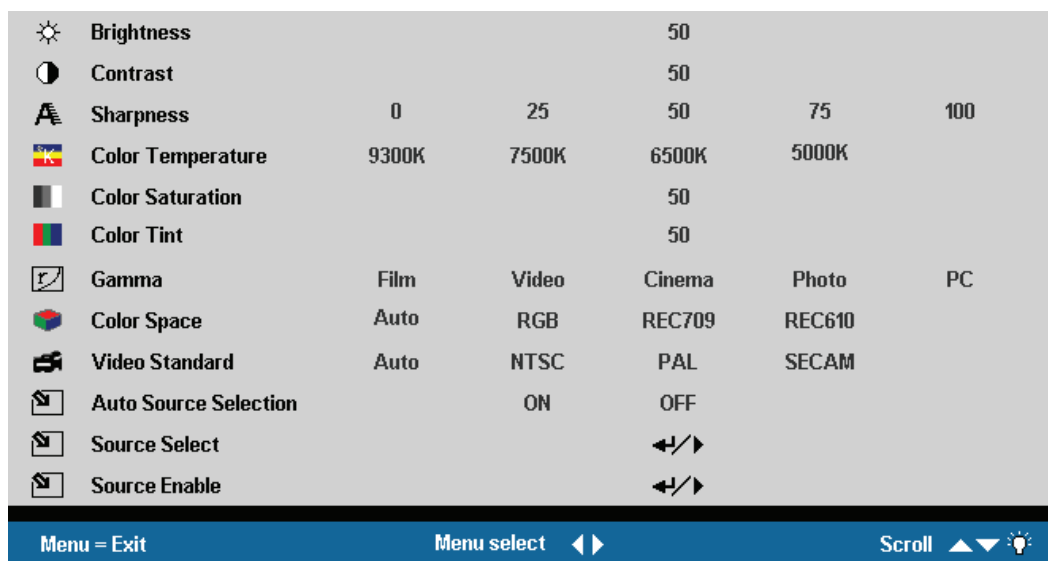 Brightness 50
Contrast 50
Sharpness 0 25 50 75 100
°K Color Temperature 9300K 7500K 6500K 5000K
Color Saturation 50
Color Tint 50
Gamma Film Video Cinema Photo PC
Color Space Auto RGB REC709 REC610
Video Standard Auto NTSC PAL SECAM
Auto Source Selection ON OFF
Source Select
Source Enable
Menu = Exit Menu select Scroll